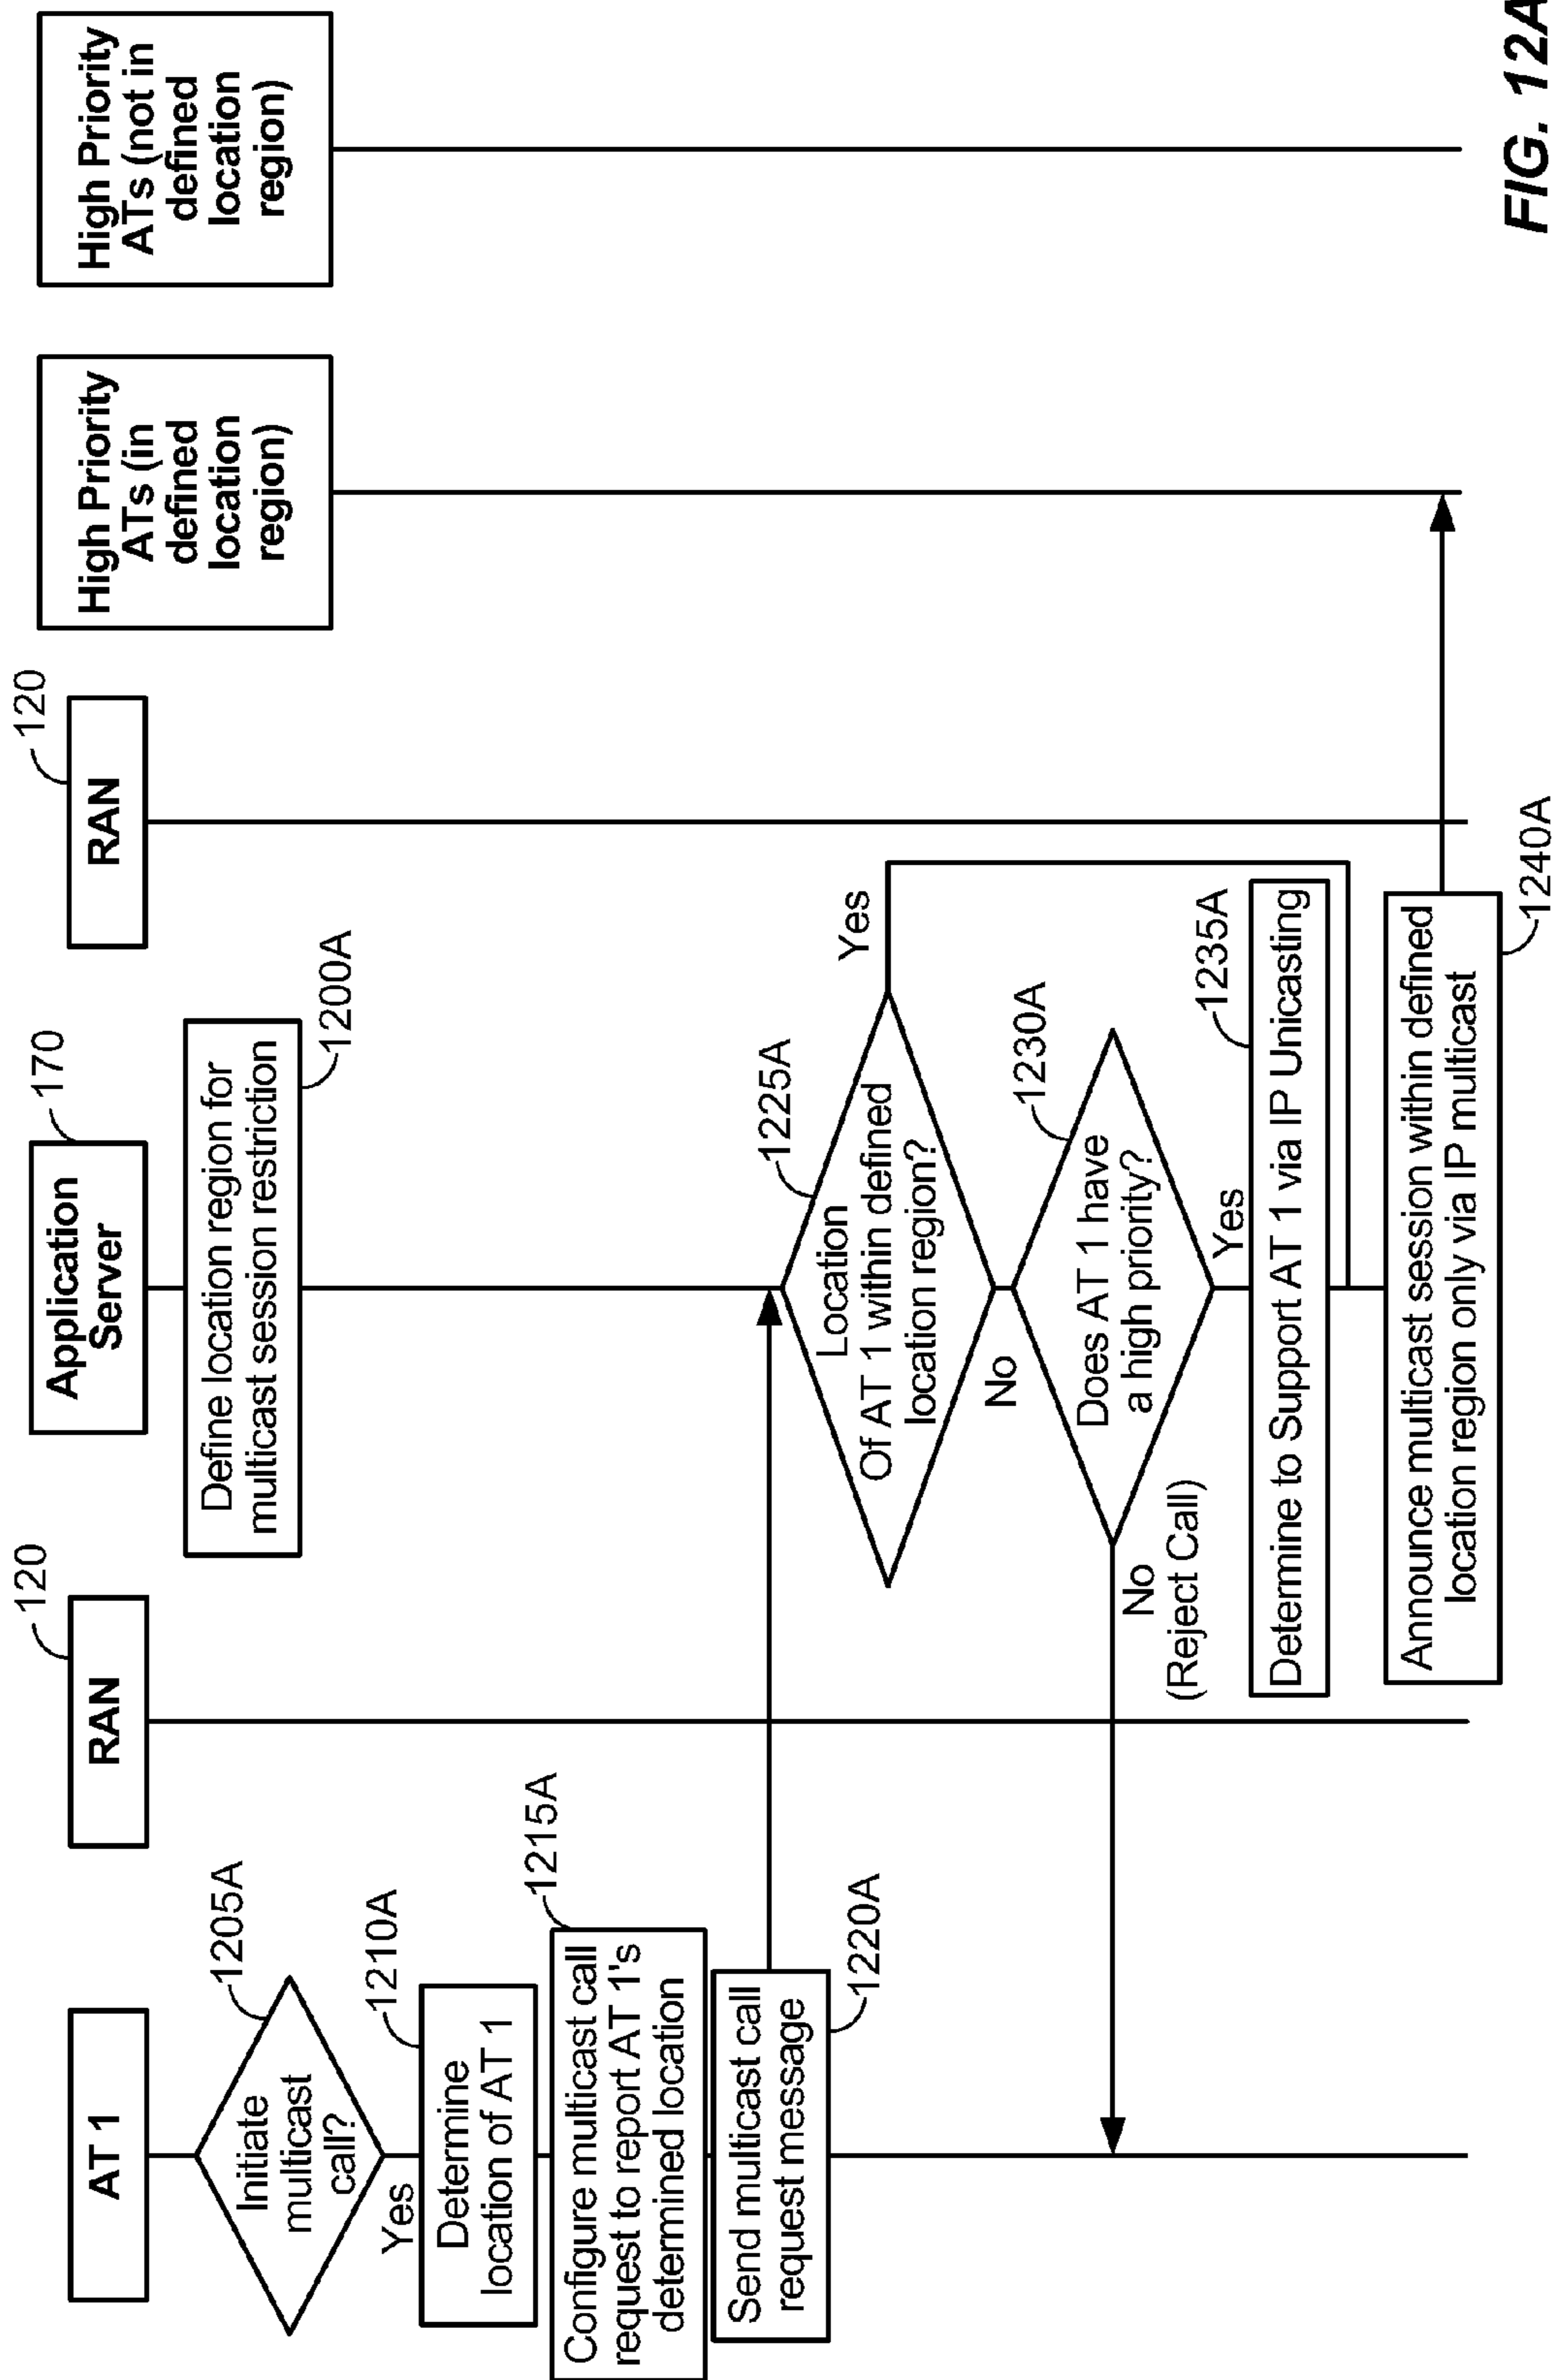 AT 1
120
RAN
170
Application
Server
120
RAN
High Priority
ATs (in
defined
location
region)
High Priority
ATs (not in
defined
location
region)
Define location region for
multicast session restriction
1200A
Initiate
multicast
call?
1205A
Yes
Determine
location of AT 1
1210A
Configure multicast call
request to report AT 1's
determined location
1215A
Send multicast call
request message
1220A
Location
Of AT 1 within defined
location region?
1225A
Yes
No
Does AT 1 have
a high priority?
1230A
No
(Reject Call)
Yes
Determine to Support AT 1 via IP Unicasting
1235A
Announce multicast session within defined
location region only via IP multicast
1240A
FIG. 12A